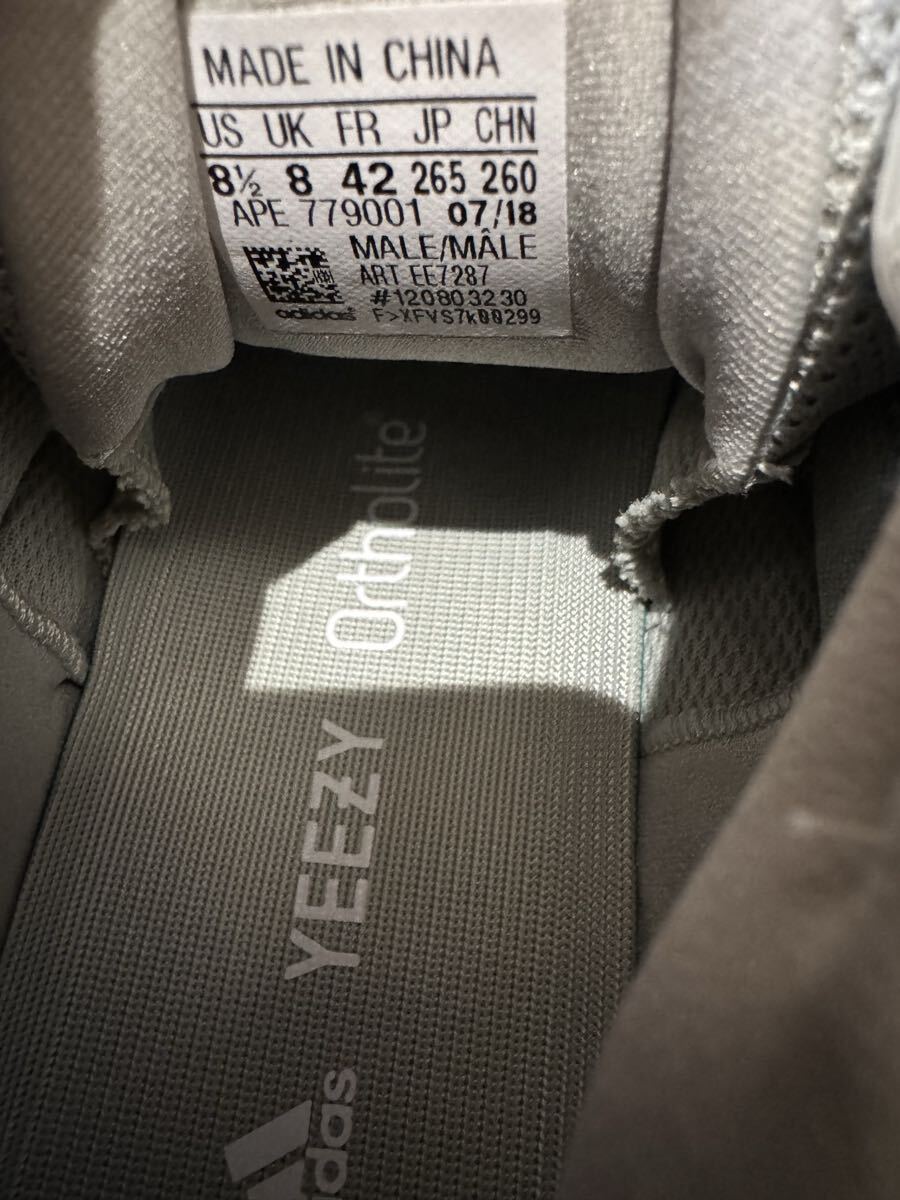 MADE IN CHINA
US UK FR JP CHN
8½ 8 42 265 260
APE 779001 07/18
MALE/MÂLE
ART EE7287
#120803230
adidas
F>XFVS7k00299
Ortholite®
YEEZY
adidas